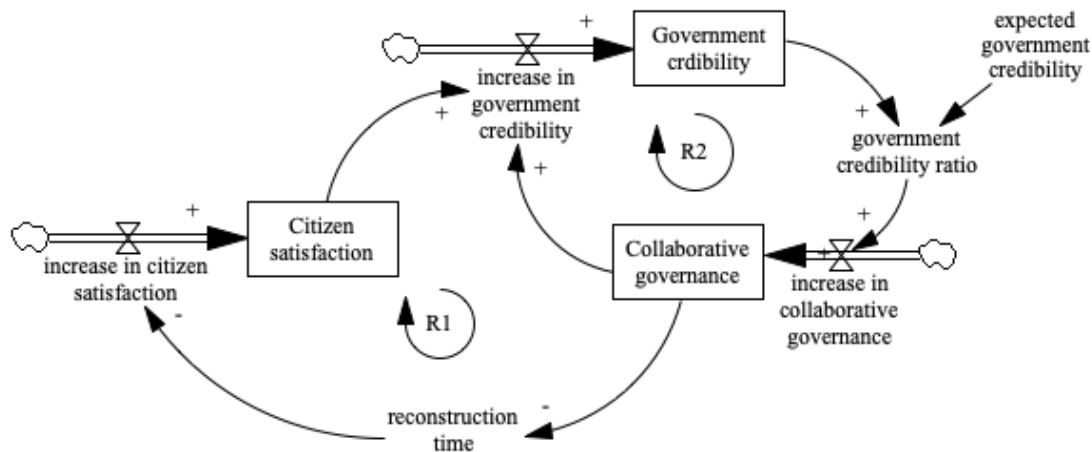 +
Government
crdibility
expected
government
credibility
increase in
government
credibility
+
+
R2
government
credibility ratio
+
+
Citizen
satisfaction
increase in citizen
satisfaction
+
Collaborative
governance
+
increase in
collaborative
governance
R1
-
-
reconstruction
time